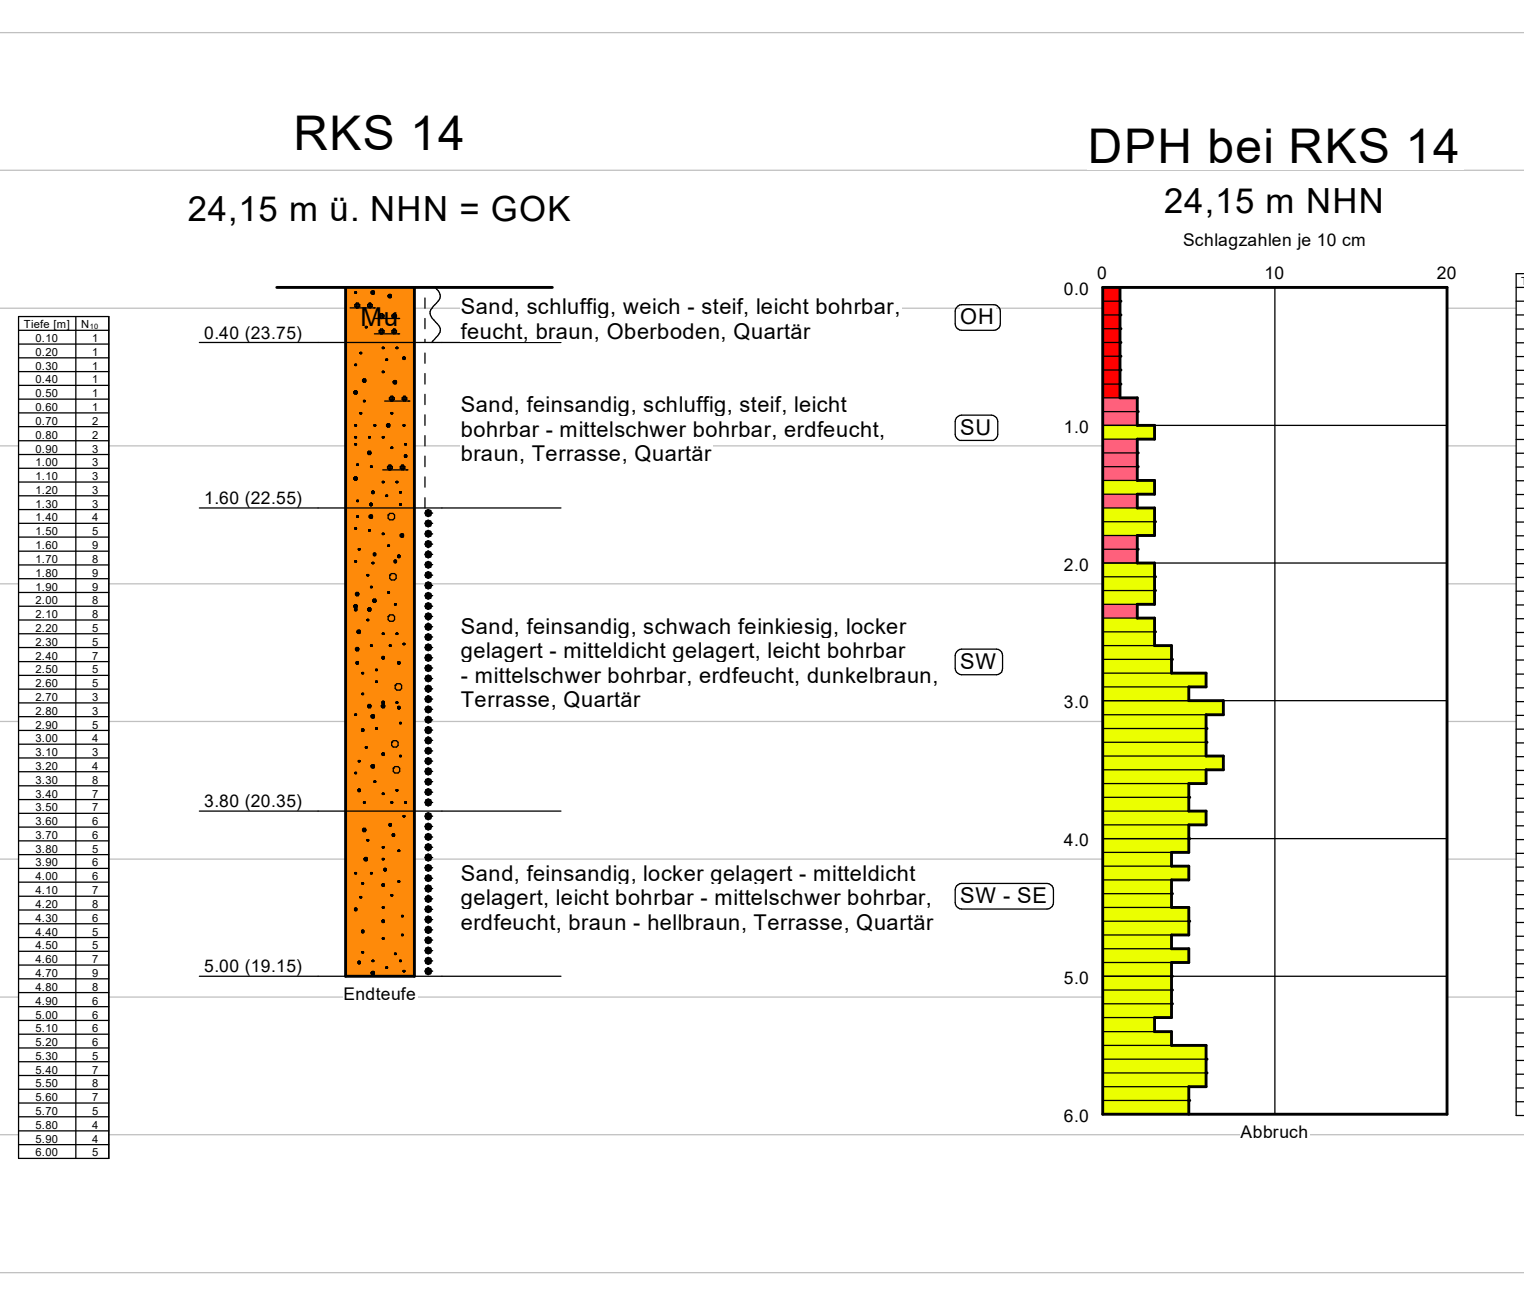 RKS 14
24,15 m ü. NHN = GOK
DPH bei RKS 14
24,15 m NHN
Schlagzahlen je 10 cm
0 10 20
0.0
1.0
2.0
3.0
4.0
5.0
6.0
Abbruch
Tiefe [m] N10
0.10 1
0.20 1
0.30 1
0.40 1
0.50 1
0.60 1
0.70 2
0.80 2
0.90 3
1.00 3
1.10 3
1.20 3
1.30 3
1.40 4
1.50 5
1.60 9
1.70 8
1.80 9
1.90 9
2.00 8
2.10 8
2.20 5
2.30 5
2.40 7
2.50 5
2.60 5
2.70 3
2.80 3
2.90 5
3.00 4
3.10 3
3.20 4
3.30 8
3.40 7
3.50 7
3.60 6
3.70 6
3.80 5
3.90 6
4.00 6
4.10 7
4.20 8
4.30 6
4.40 5
4.50 5
4.60 7
4.70 9
4.80 8
4.90 6
5.00 6
5.10 6
5.20 6
5.30 5
5.40 7
5.50 8
5.60 7
5.70 5
5.80 4
5.90 4
6.00 5
Mu
0.40 (23.75)
Sand, schluffig, weich - steif, leicht bohrbar,
feucht, braun, Oberboden, Quartär
OH
Sand, feinsandig, schluffig, steif, leicht
bohrbar - mittelschwer bohrbar, erdfeucht,
braun, Terrasse, Quartär
SU
1.60 (22.55)
Sand, feinsandig, schwach feinkiesig, locker
gelagert - mitteldicht gelagert, leicht bohrbar
- mittelschwer bohrbar, erdfeucht, dunkelbraun,
Terrasse, Quartär
SW
3.80 (20.35)
Sand, feinsandig, locker gelagert - mitteldicht
gelagert, leicht bohrbar - mittelschwer bohrbar,
erdfeucht, braun - hellbraun, Terrasse, Quartär
SW - SE
5.00 (19.15)
Endteufe